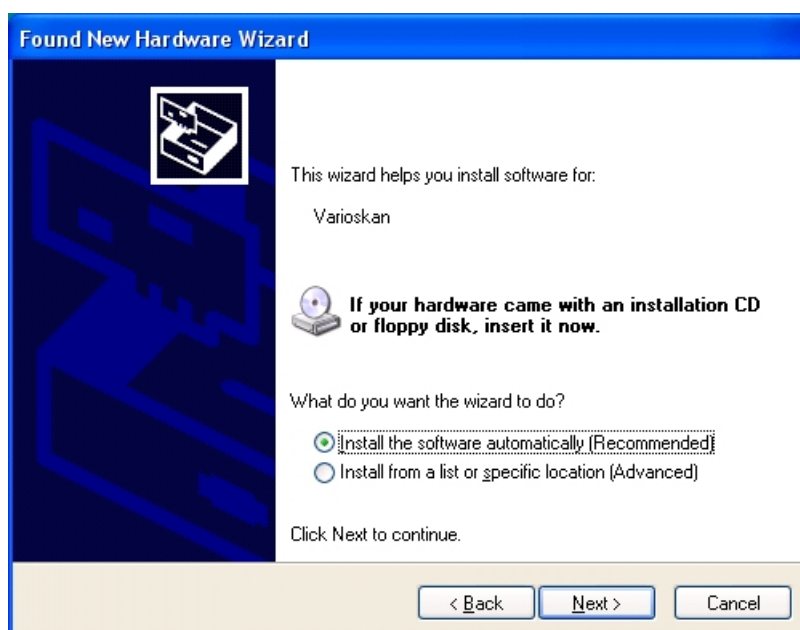 Found New Hardware Wizard
This wizard helps you install software for:
Varioskan
If your hardware came with an installation CD
or floppy disk, insert it now.
What do you want the wizard to do?
Install the software automatically (Recommended)
Install from a list or specific location (Advanced)
Click Next to continue.
< Back Next > Cancel